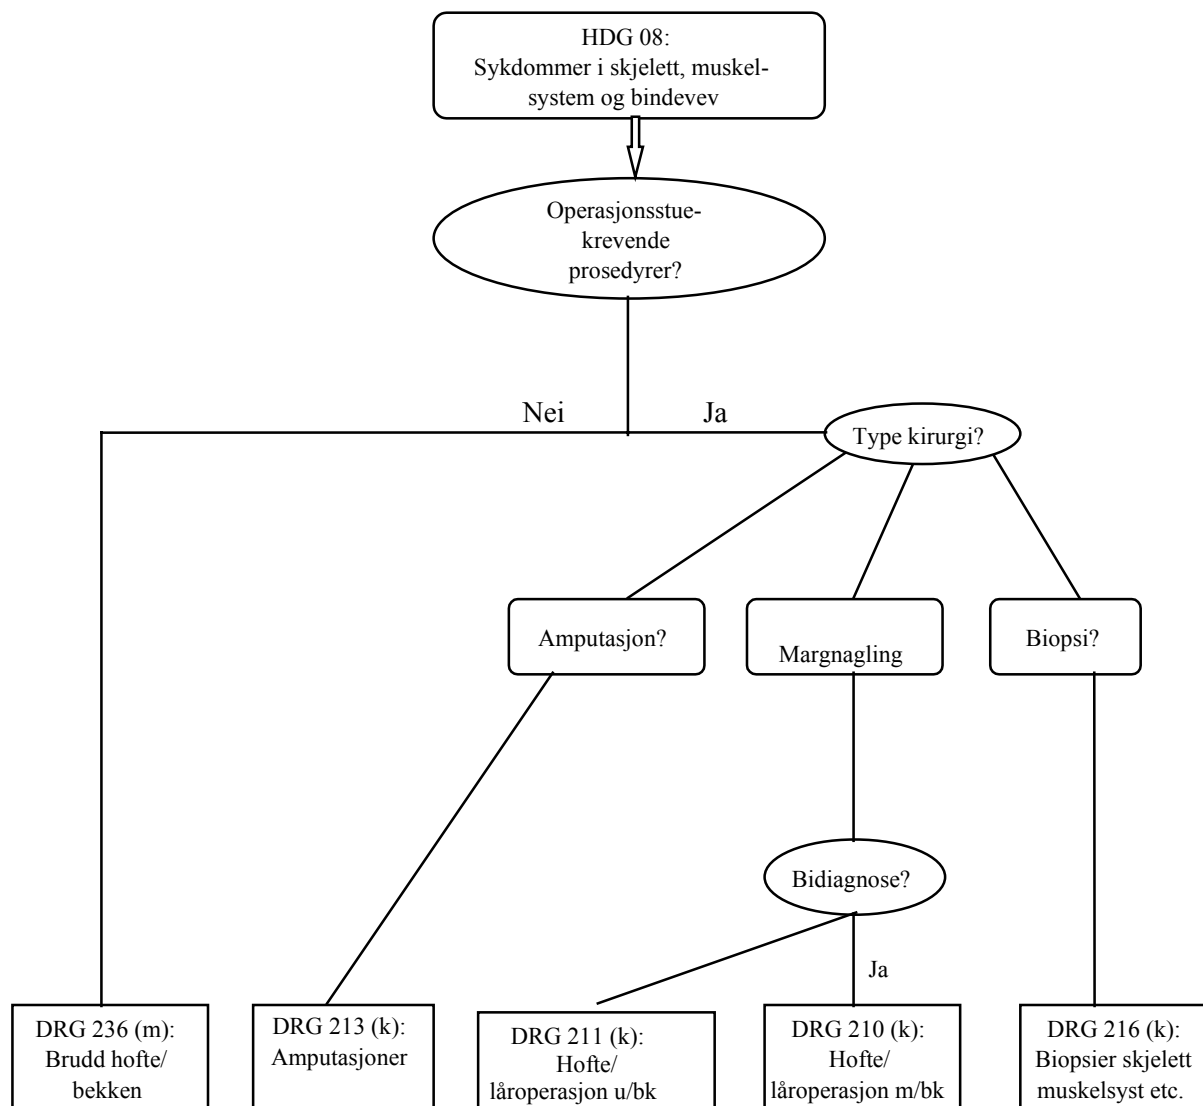 HDG 08:
Sykdommer i skjelett, muskel-
system og bindevev
Operasjonsstue-
krevende
prosedyrer?
Nei
Ja
Type kirurgi?
Amputasjon?
Margnagling
Biopsi?
Bidiagnose?
Ja
DRG 236 (m):
Brudd hofte/
bekken
DRG 213 (k):
Amputasjoner
DRG 211 (k):
Hofte/
låroperasjon u/bk
DRG 210 (k):
Hofte/
låroperasjon m/bk
DRG 216 (k):
Biopsier skjelett
muskelsyst etc.